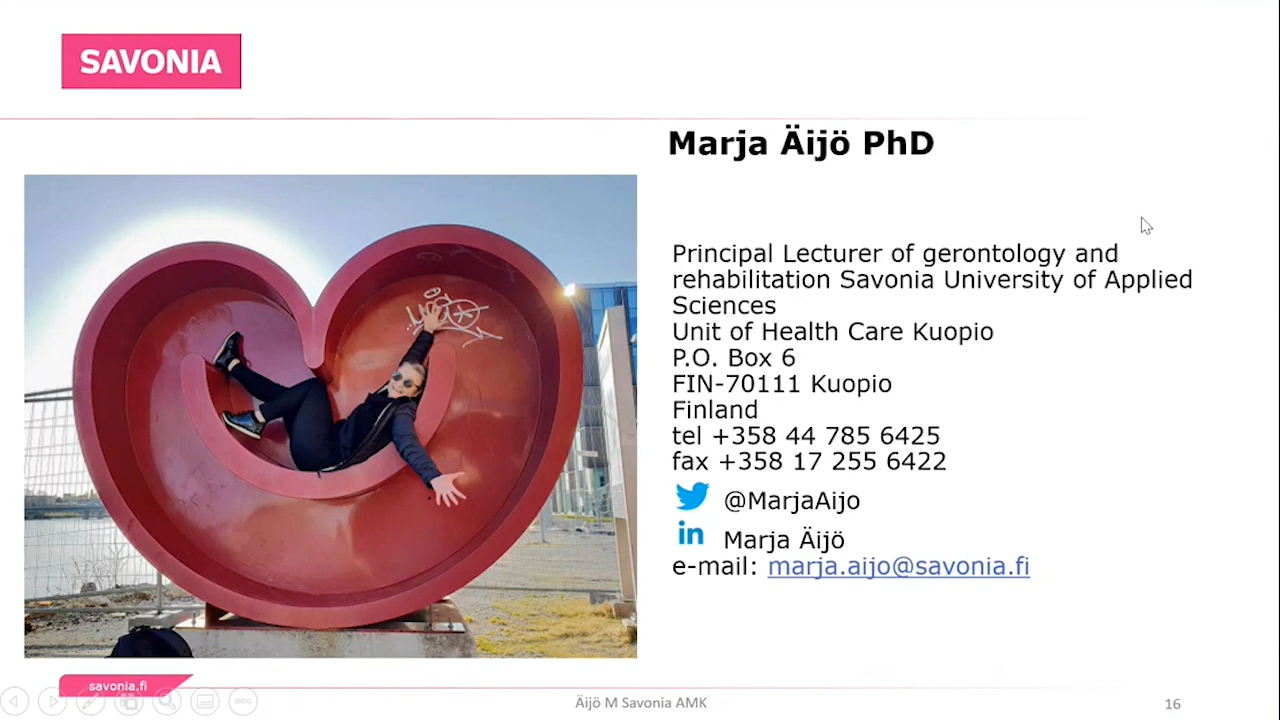 SAVONIA
Marja Äijö PhD
Principal Lecturer of gerontology and
rehabilitation Savonia University of Applied
Sciences
Unit of Health Care Kuopio
P.O. Box 6
FIN-70111 Kuopio
Finland
tel +358 44 785 6425
fax +358 17 255 6422
@MarjaAijo
in Marja Äijö
e-mail: marja.aijo@savonia.fi
savonia.fi
Äijö M Savonia AMK
16